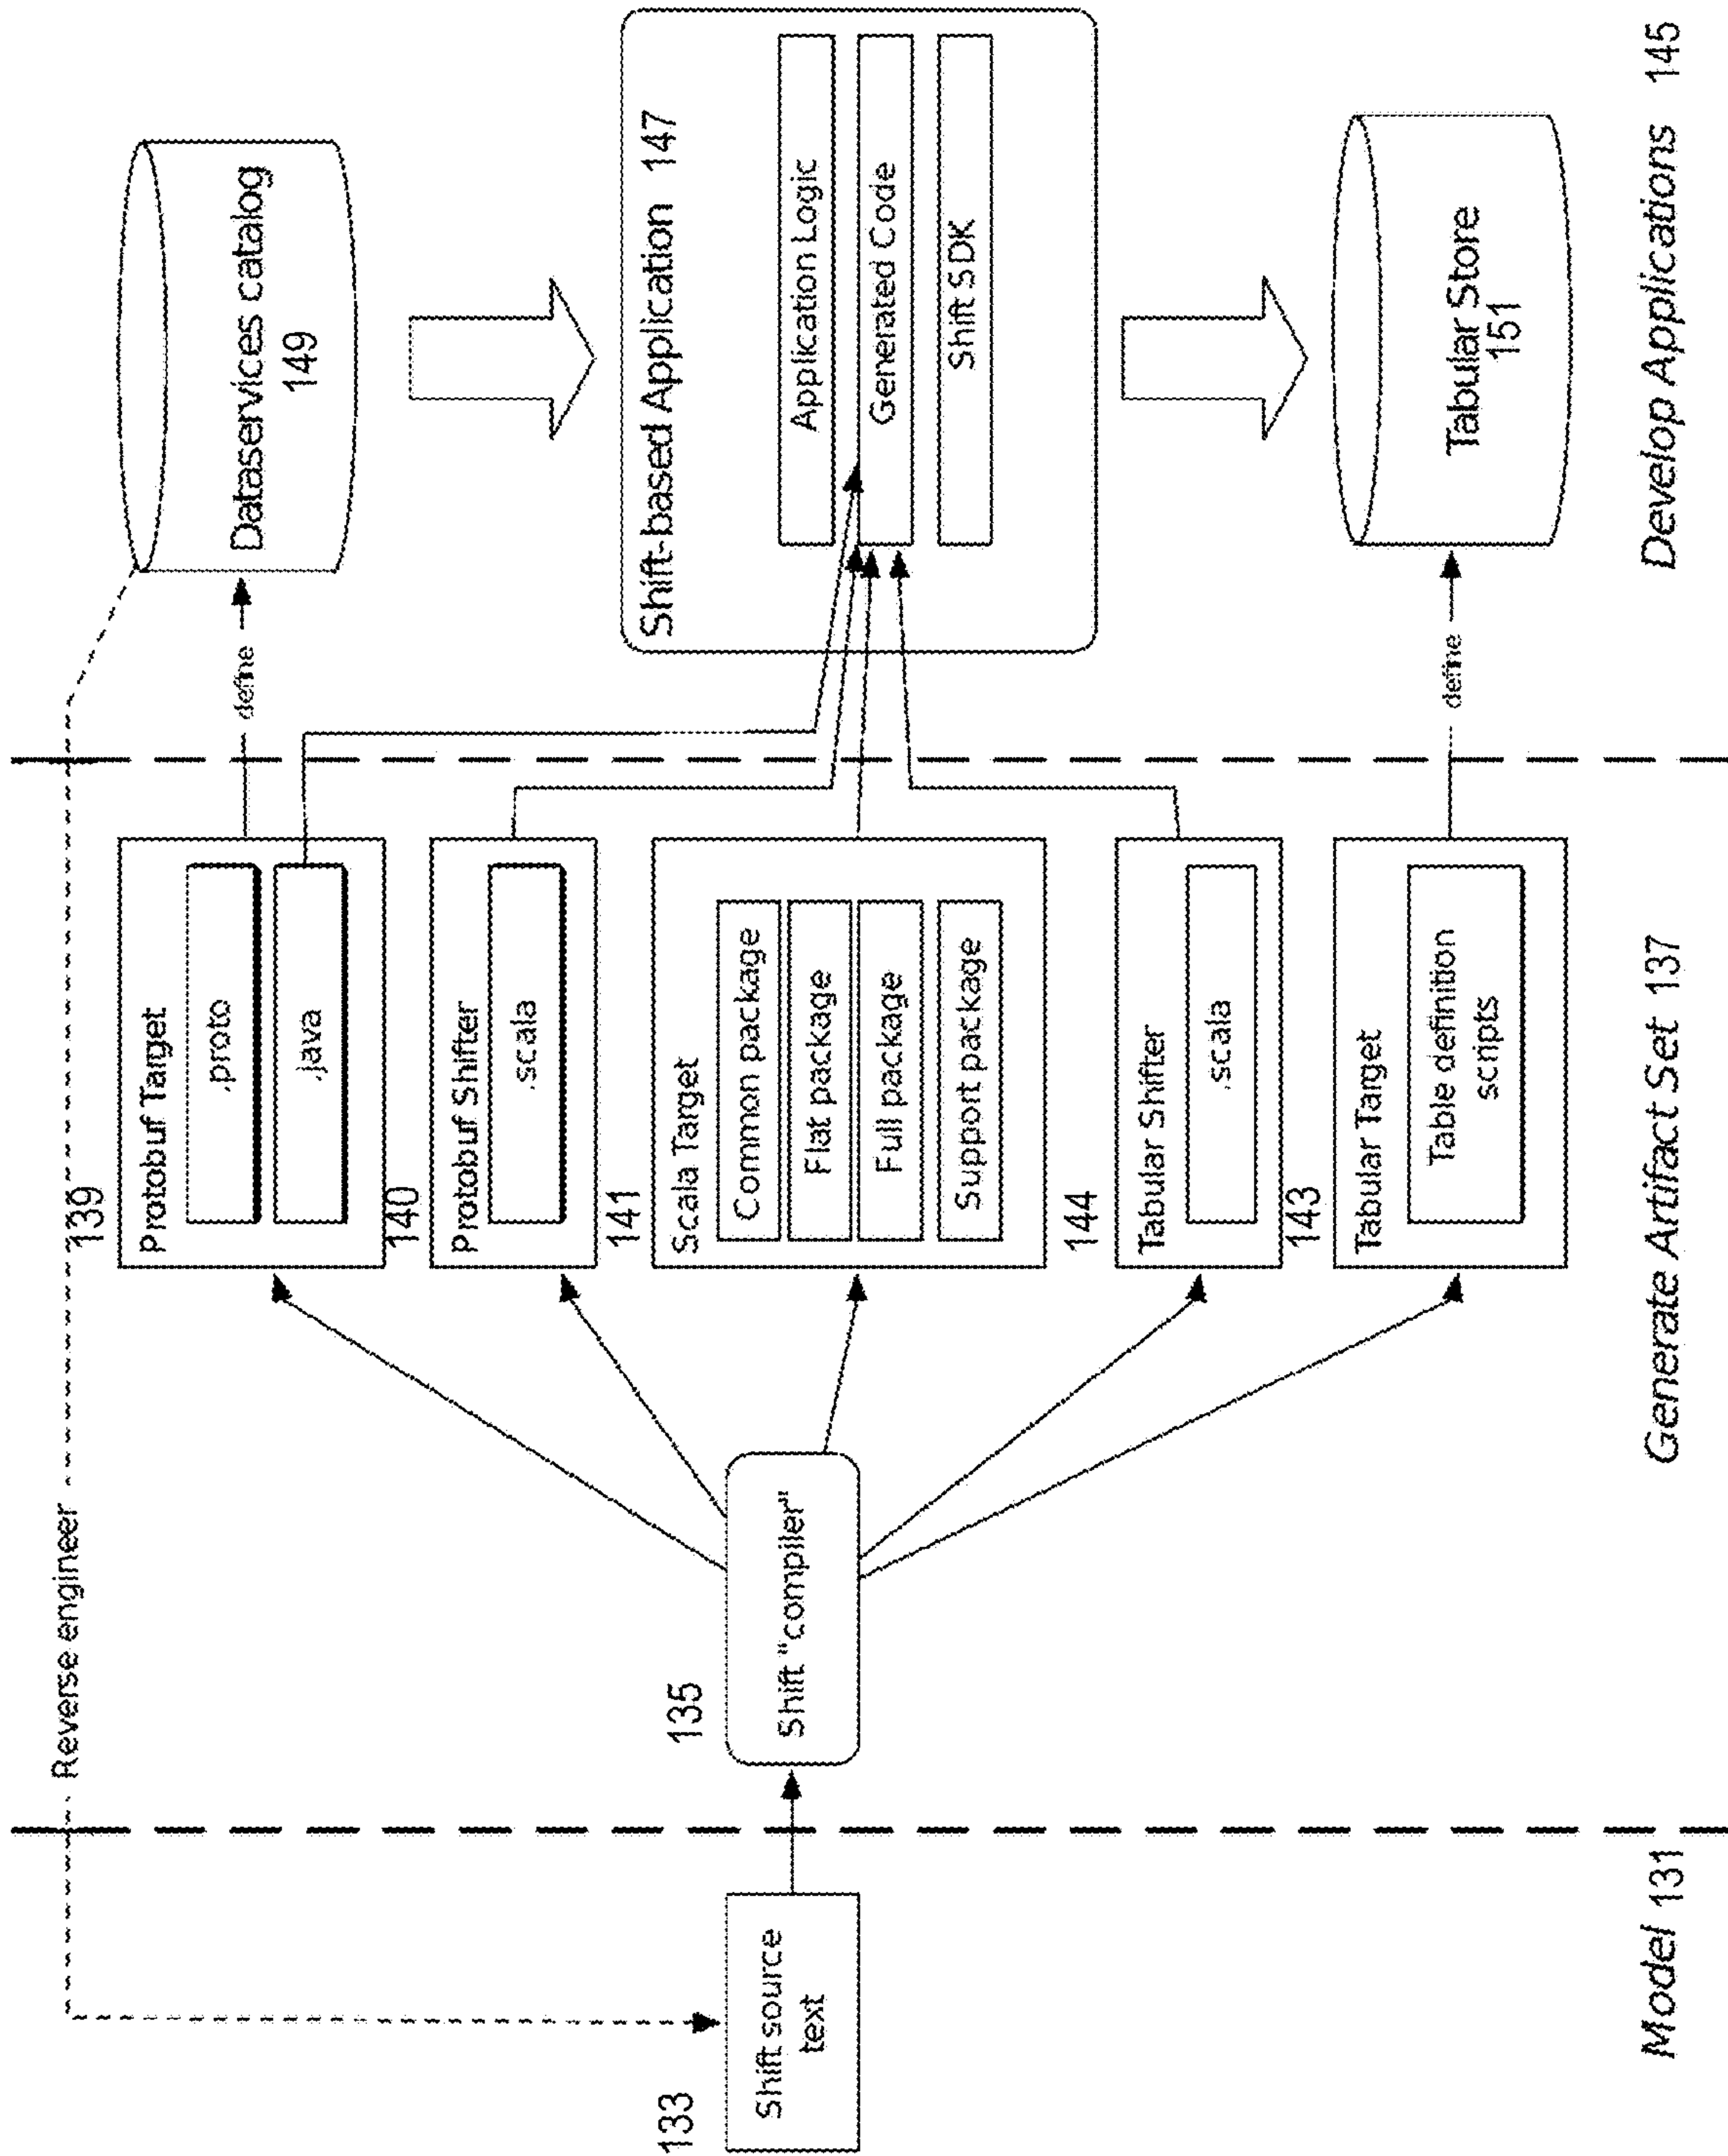 Reverse engineer
133
Shift source
text
135
Shift "compiler"
139
Protobuf Target
.proto
.java
140
Protobuf Shifter
.scala
141
Scala Target
Common package
Flat package
Full package
Support package
144
Tabular Shifter
.scala
143
Tabular Target
Table definition
scripts
define
Dataservices catalog
149
Shift-based Application 147
Application Logic
Generated Code
Shift SDK
define
Tabular Store
151
Model 131
Generate Artifact Set 137
Develop Applications 145